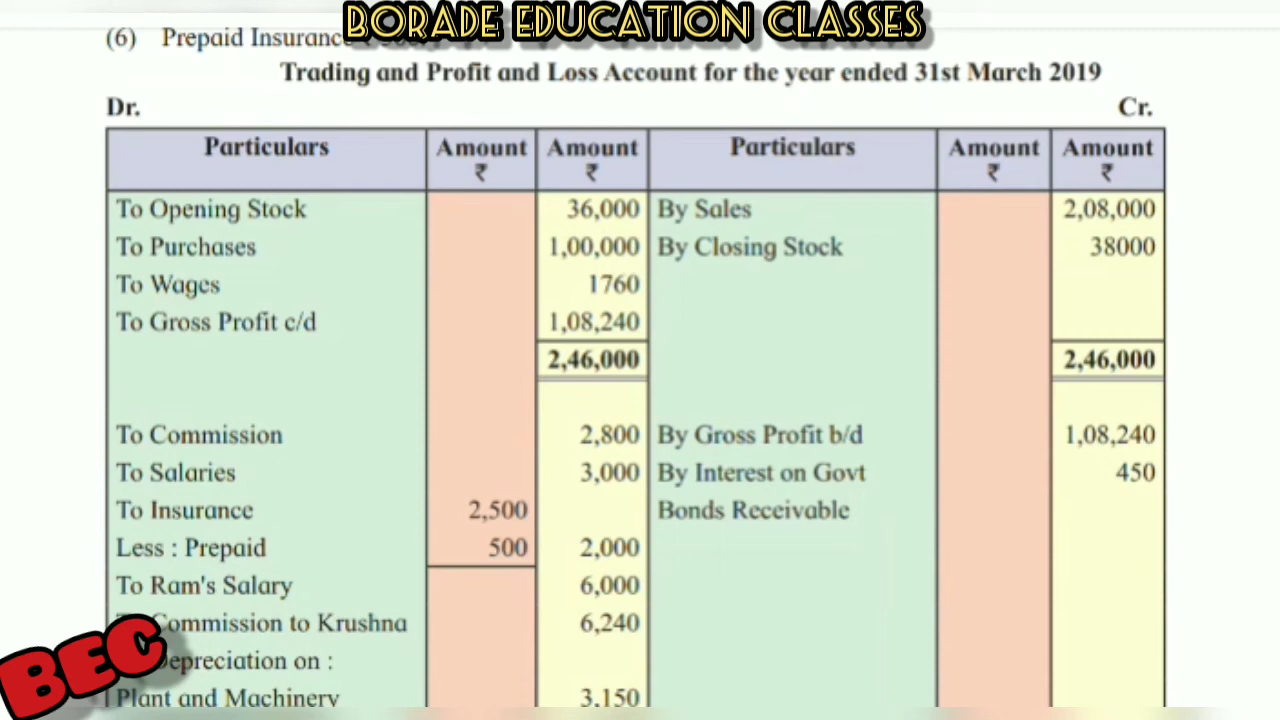 BORADE EDUCATION CLASSES
(6) Prepaid
Trading and Profit and Loss Account for the year ended 31st March 2019
Dr. Cr.
Particulars Amount ₹ Amount ₹ Particulars Amount ₹ Amount ₹
To Opening Stock 36,000 By Sales 2,08,000
To Purchases 1,00,000 By Closing Stock 38000
To Wages 1760
To Gross Profit c/d 1,08,240
2,46,000 2,46,000
To Commission 2,800 By Gross Profit b/d 1,08,240
To Salaries 3,000 By Interest on Govt 450
To Insurance 2,500 Bonds Receivable
Less : Prepaid 500 2,000
To Ram's Salary 6,000
Commission to Krushna 6,240
epreciation on :
Plant and Machinery 3,150
BEC